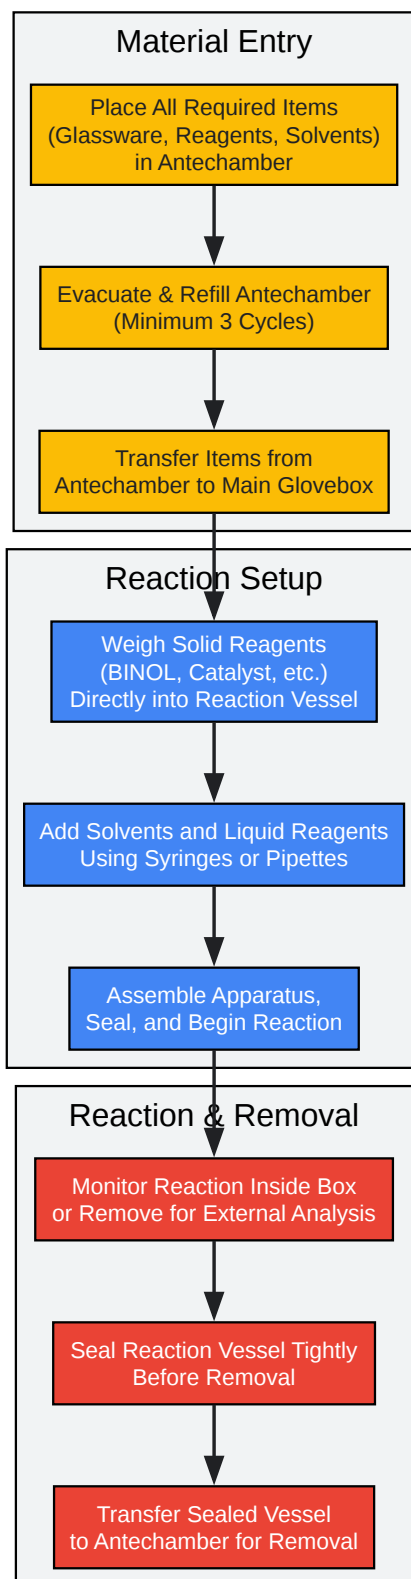 Material Entry
Place All Required Items
(Glassware, Reagents, Solvents)
in Antechamber
Evacuate & Refill Antechamber
(Minimum 3 Cycles)
Transfer Items from
Antechamber to Main Glovebox
Reaction Setup
Weigh Solid Reagents
(BINOL, Catalyst, etc.)
Directly into Reaction Vessel
Add Solvents and Liquid Reagents
Using Syringes or Pipettes
Assemble Apparatus,
Seal, and Begin Reaction
Reaction & Removal
Monitor Reaction Inside Box
or Remove for External Analysis
Seal Reaction Vessel Tightly
Before Removal
Transfer Sealed Vessel
to Antechamber for Removal